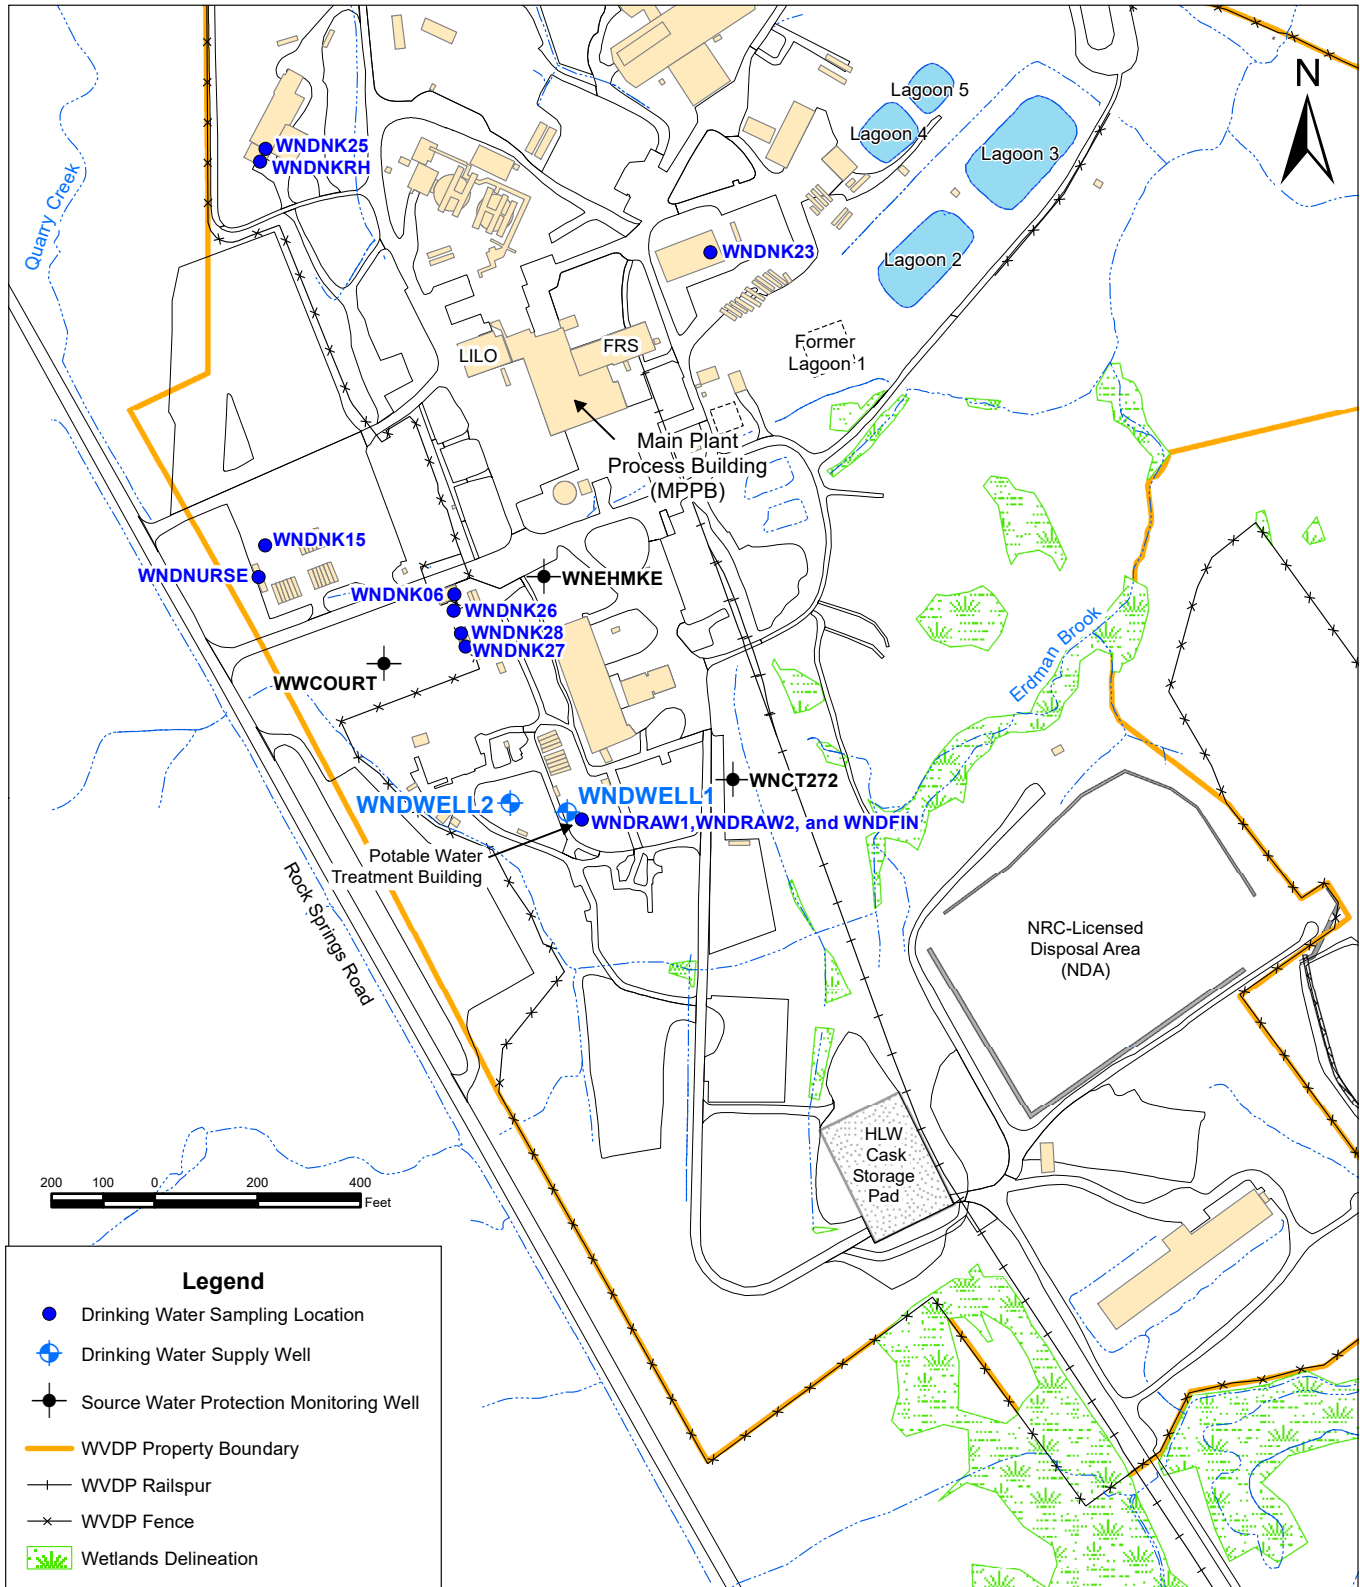 N
Lagoon 5
Lagoon 4
Lagoon 3
WNDNK25
WNDNKRH
Quarry Creek
WNDNK23
Lagoon 2
LILO
FRS
Former
Lagoon 1
Main Plant
Process Building
(MPPB)
WNDNK15
WNDNURSE
WNEHMKE
WNDNK06
WNDNK26
WNDNK28
WNDNK27
Erdman Brook
WWCOURT
WNCT272
WNDWELL2
WNDWELL1
WNDRAW1,WNDRAW2, and WNDFIN
Potable Water
Treatment Building
Rock Springs Road
NRC-Licensed
Disposal Area
(NDA)
HLW
Cask
Storage
Pad
200 100 0 200 400
Feet
Legend
Drinking Water Sampling Location
Drinking Water Supply Well
Source Water Protection Monitoring Well
WVDP Property Boundary
WVDP Railspur
WVDP Fence
Wetlands Delineation